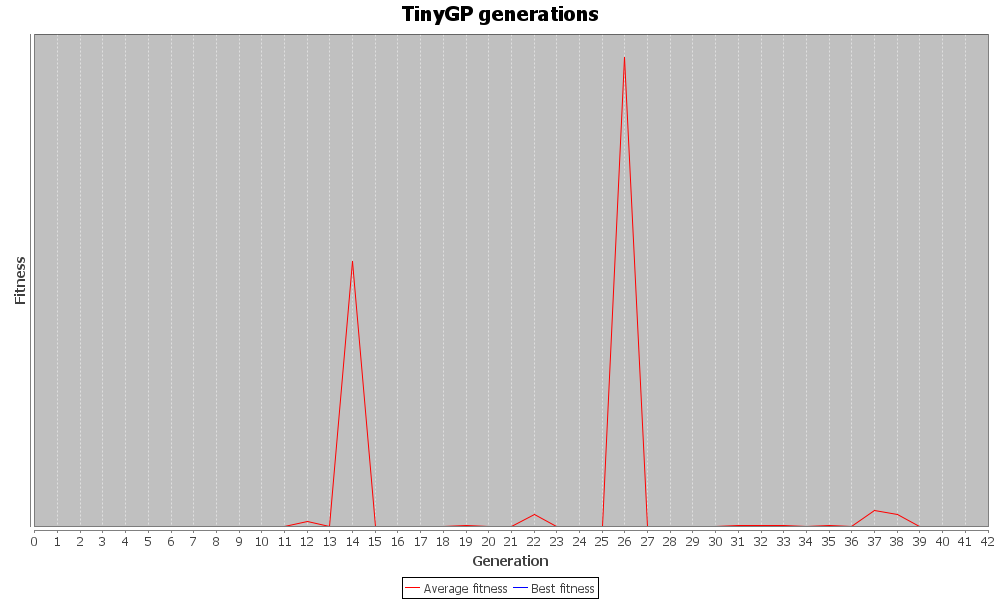 TinyGP generations
Fitness
0 1 2 3 4 5 6 7 8 9 10 11 12 13 14 15 16 17 18 19 20 21 22 23 24 25 26 27 28 29 30 31 32 33 34 35 36 37 38 39 40 41 42
Generation
Average fitness Best fitness